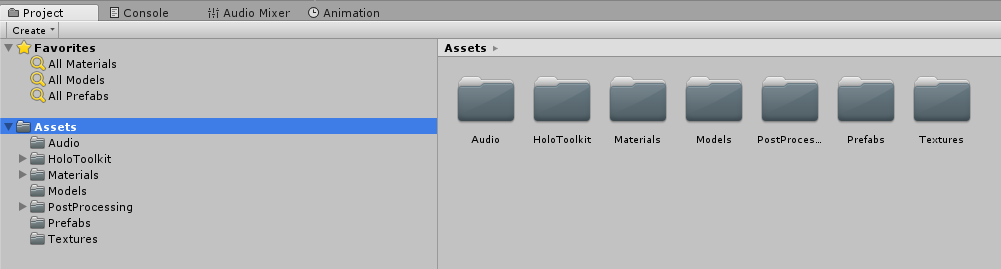 Project Console Audio Mixer Animation
Create
Favorites
All Materials
All Models
All Prefabs
Assets
Audio
HoloToolkit
Materials
Models
PostProcessing
Prefabs
Textures
Assets
Audio HoloToolkit Materials Models PostProces... Prefabs Textures